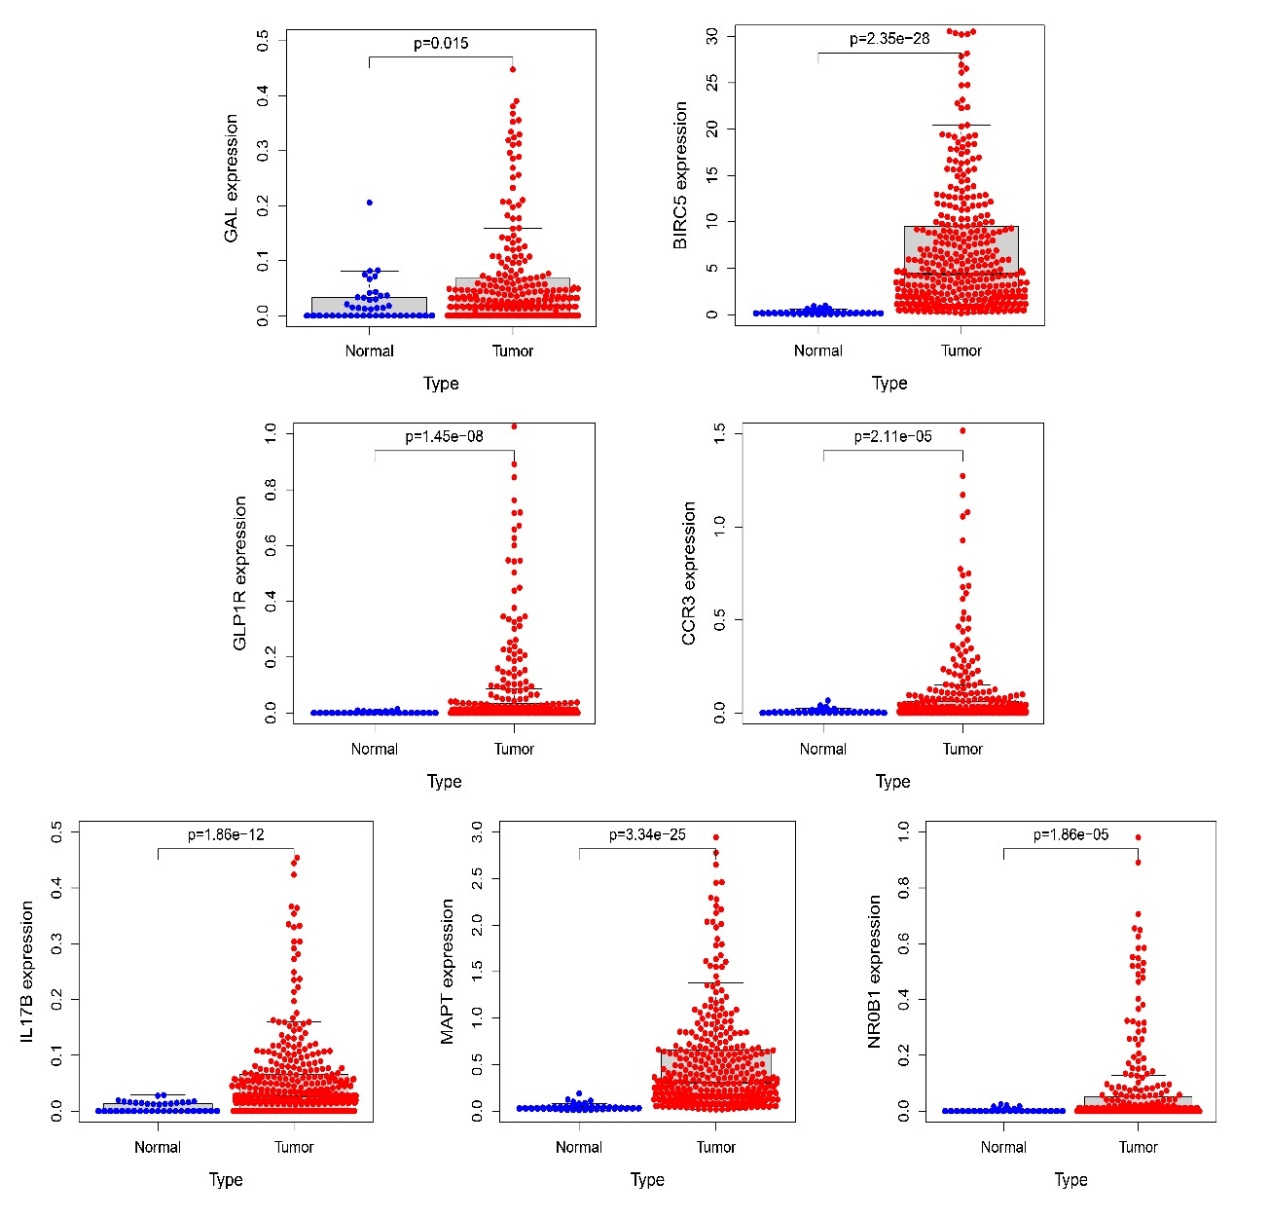 GAL expression
0.5
0.4
0.3
0.2
0.1
0.0
p=0.015
Normal
Tumor
Type
BIRC5 expression
30
25
20
15
10
5
0
p=2.35e−28
Normal
Tumor
Type
GLP1R expression
1.0
0.8
0.6
0.4
0.2
0.0
p=1.45e−08
Normal
Tumor
Type
CCR3 expression
1.5
1.0
0.5
0.0
p=2.11e−05
Normal
Tumor
Type
IL17B expression
0.5
0.4
0.3
0.2
0.1
0.0
p=1.86e−12
Normal
Tumor
Type
MAPT expression
3.0
2.5
2.0
1.5
1.0
0.5
0.0
p=3.34e−25
Normal
Tumor
Type
NR0B1 expression
1.0
0.8
0.6
0.4
0.2
0.0
p=1.86e−05
Normal
Tumor
Type